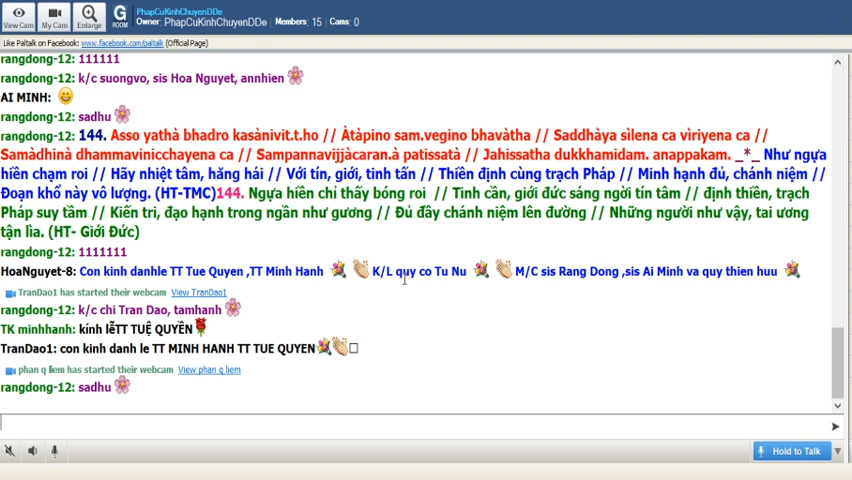 View Cam
My Cam
Enlarge
G
ROOM
PhapCuKinhChuyenDDe
Owner: PhapCuKinhChuyenDDe Members: 15 Cams: 0
Like Paltalk on Facebook: www.facebook.com/paltalk (Official Page)
rangdong-12: 111111
rangdong-12: k/c suongvo, sis Hoa Nguyet, annhien
AI MINH:
rangdong-12: sadhu
rangdong-12: 144. Asso yathà bhadro kasànivit.t.ho // Àtàpino sam.vegino bhavàtha // Saddhàya sìlena ca vìriyena ca //
Samàdhinà dhammavinicchayena ca // Sampannavijjàcaran.à patissatà // Jahissatha dukkhamidam. anappakam. _*_ Như ngựa
hiền chạm roi // Hãy nhiệt tâm, hăng hái // Với tín, giới, tinh tấn // Thiền định cùng trạch Pháp // Minh hạnh đủ, chánh niệm //
Đoạn khổ này vô lượng. (HT-TMC)144. Ngựa hiền chi thấy bóng roi // Tinh cần, giới đức sáng ngời tín tâm // định thiền, trạch
Pháp suy tầm // Kiến tri, đạo hạnh trong ngần như gương // Đủ đầy chánh niệm lên đường // Những người như vậy, tai ương
tận lìa. (HT- Giới Đức)
rangdong-12: 1111111
HoaNguyet-8: Con kinh danhle TT Tue Quyen ,TT Minh Hanh K/L quy co Tu Nu M/C sis Rang Dong ,sis Ai Minh va quy thien huu
TranDao1 has started their webcam View TranDao1
rangdong-12: k/c chi Tran Dao, tamhanh
TK minhhanh: kính lễTT TUỆ QUYỀN
TranDao1: con kinh danh le TT MINH HANH TT TUE QUYEN
phan q liem has started their webcam View phan q liem
rangdong-12: sadhu
Hold to Talk